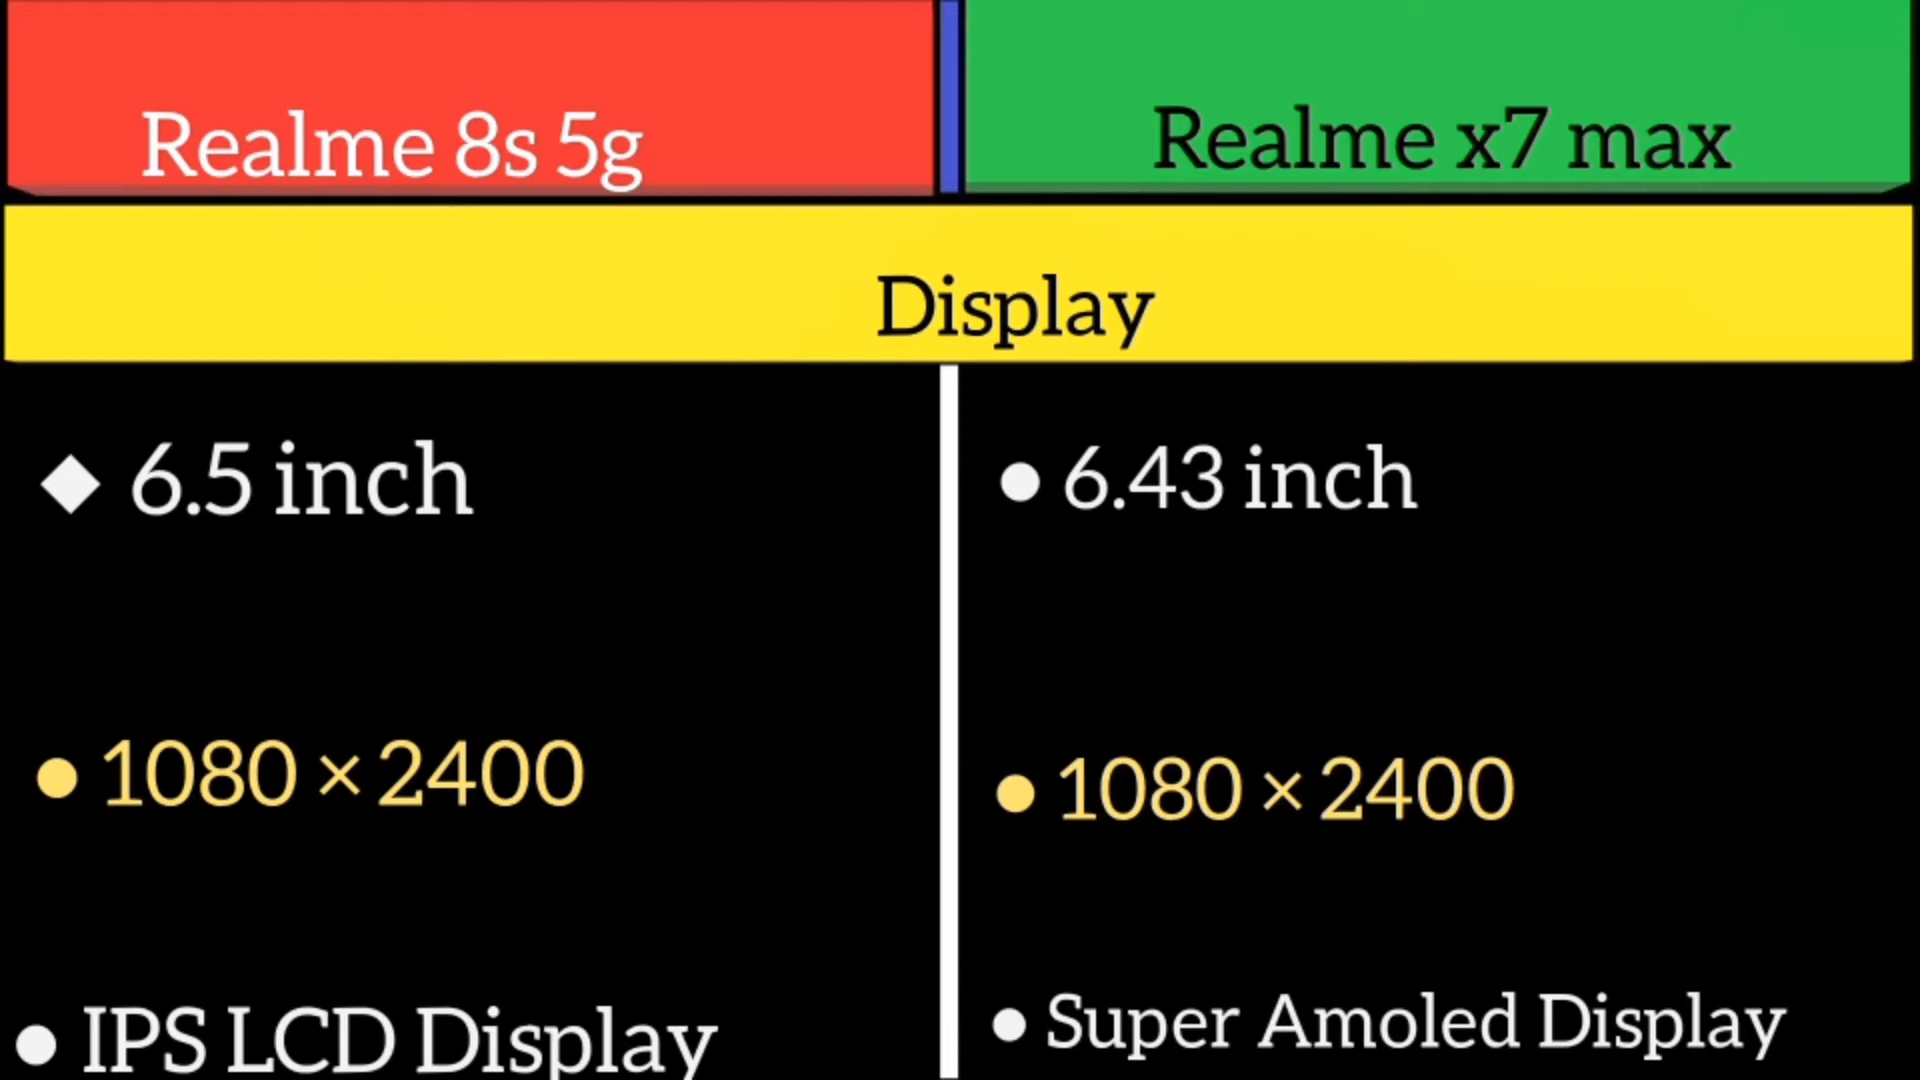 Realme 8s 5g
Realme x7 max
Display
6.5 inch
6.43 inch
1080 × 2400
1080 × 2400
IPS LCD Display
Super Amoled Display